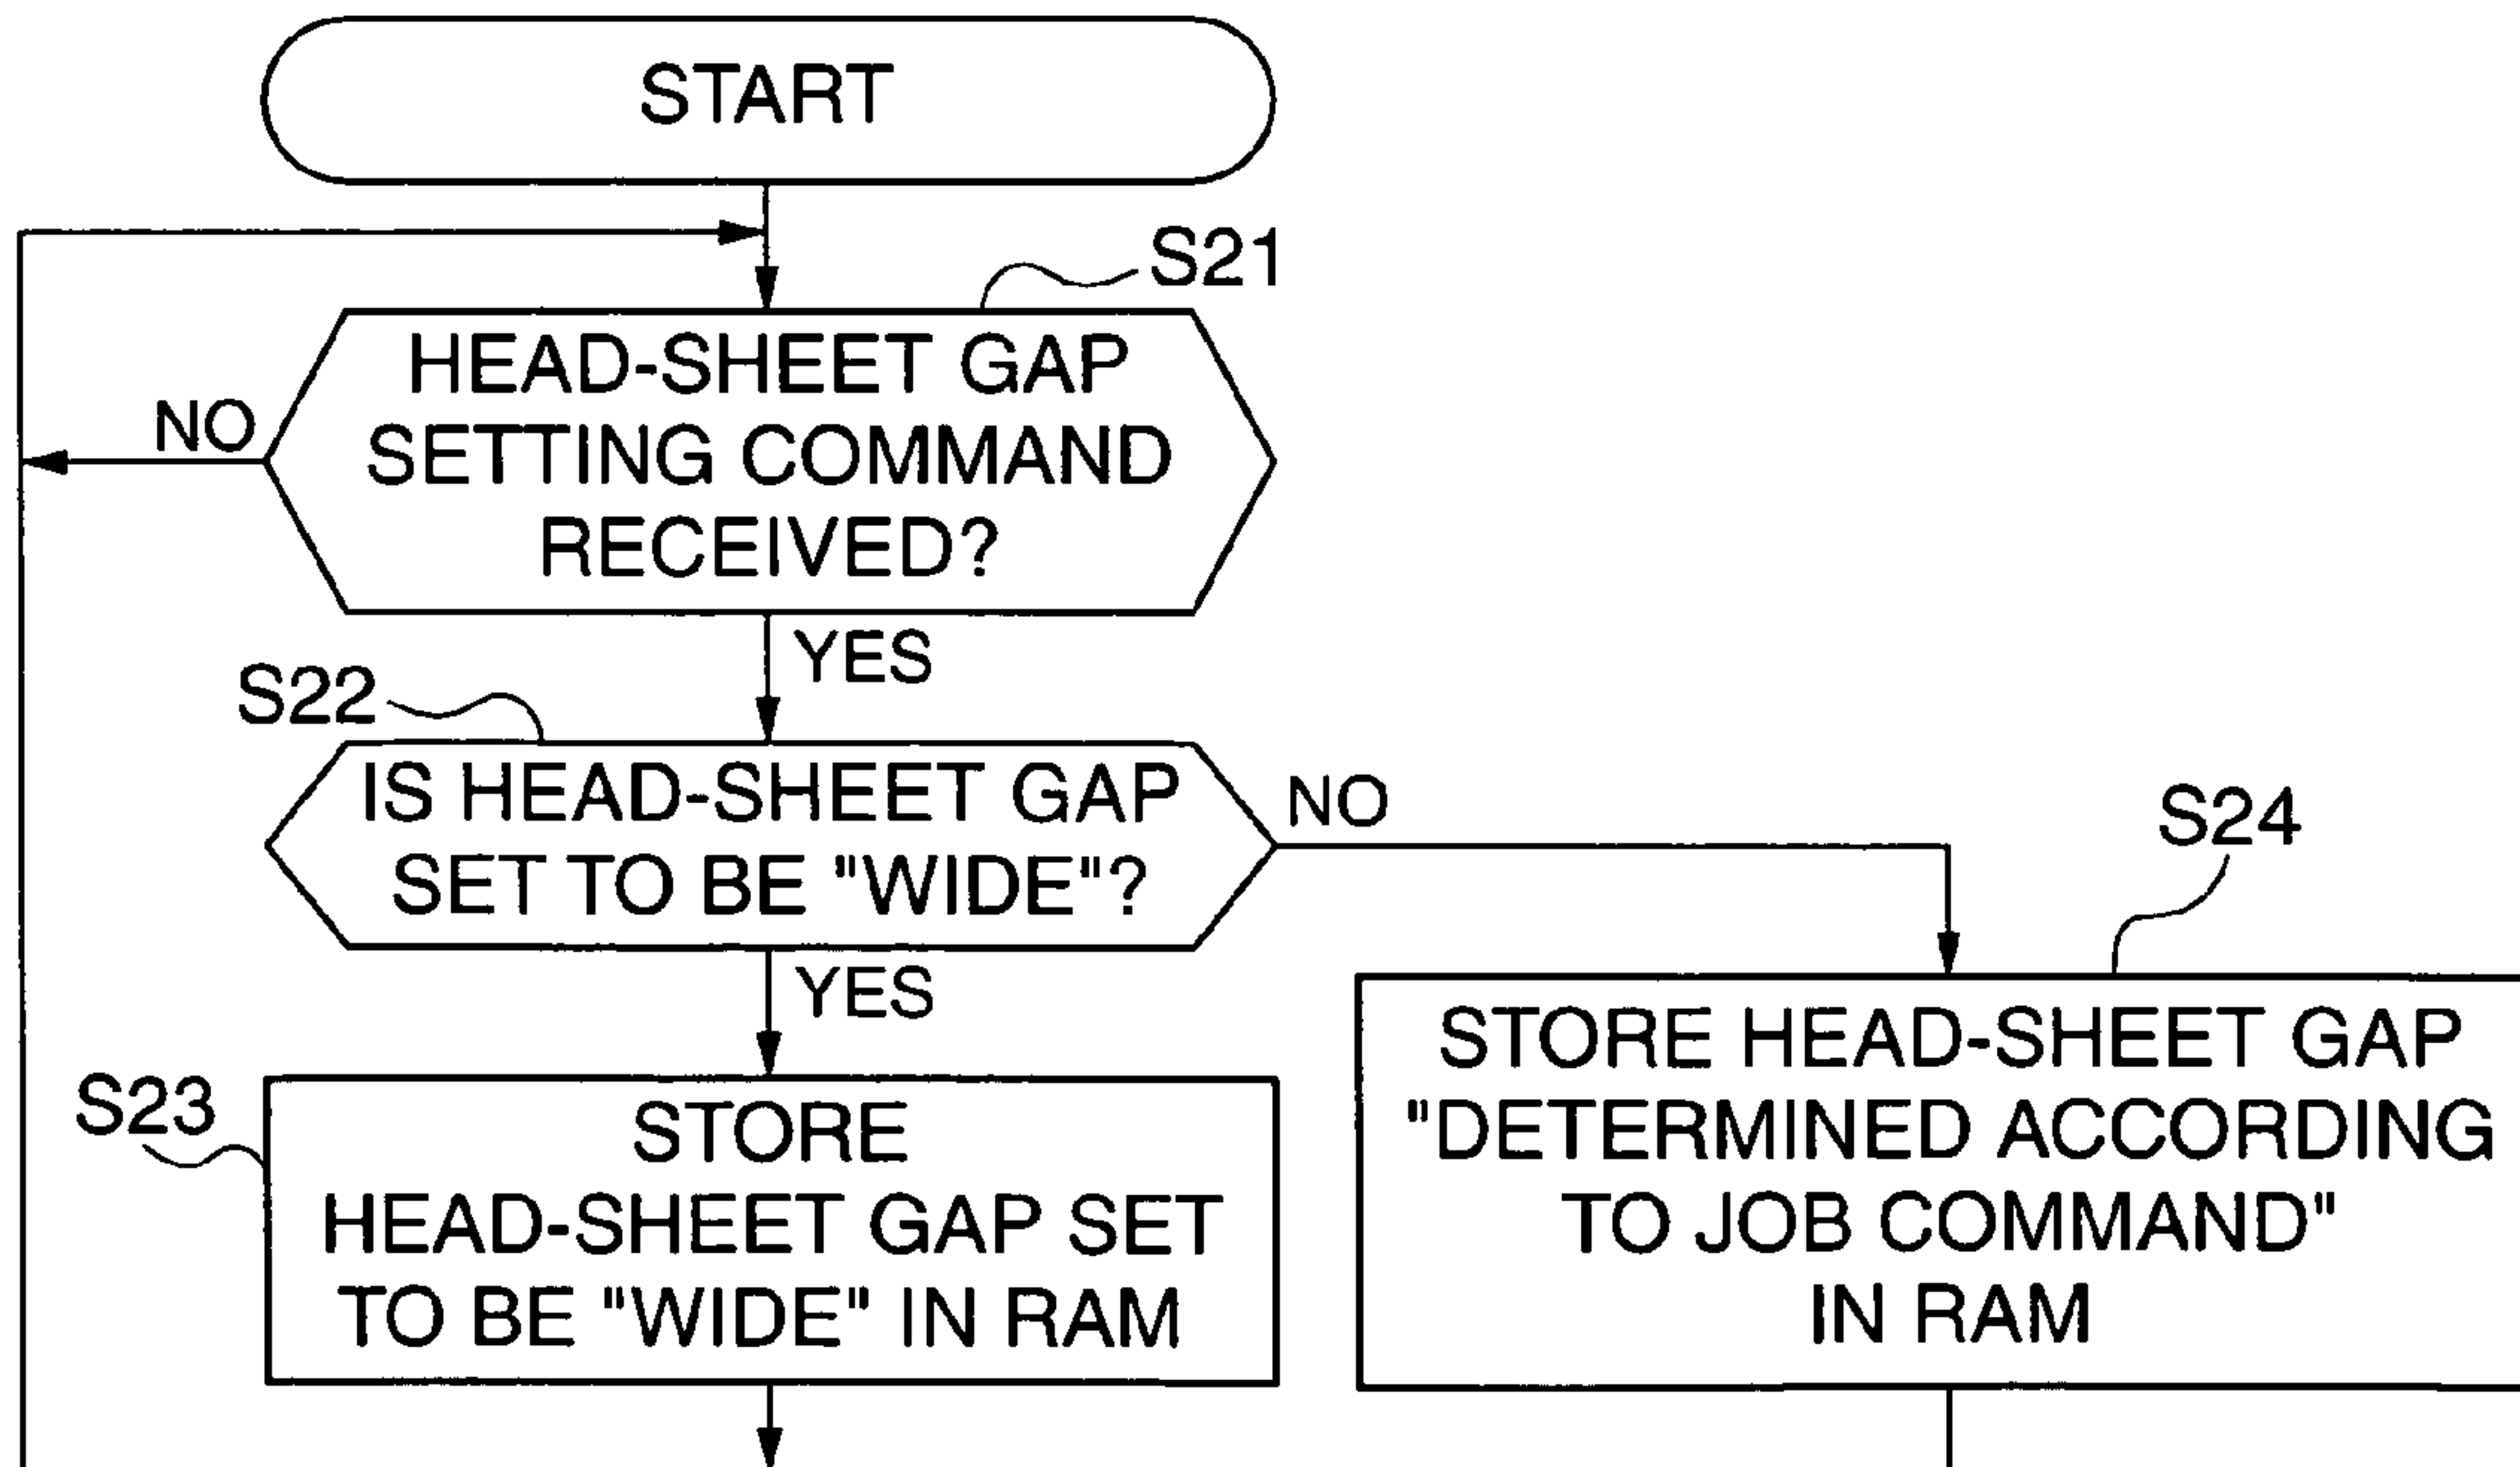 START
S21
HEAD-SHEET GAP
SETTING COMMAND
RECEIVED?
NO
YES
S22
IS HEAD-SHEET GAP
SET TO BE "WIDE"?
NO
YES
S23
STORE
HEAD-SHEET GAP SET
TO BE "WIDE" IN RAM
S24
STORE HEAD-SHEET GAP
"DETERMINED ACCORDING
TO JOB COMMAND"
IN RAM